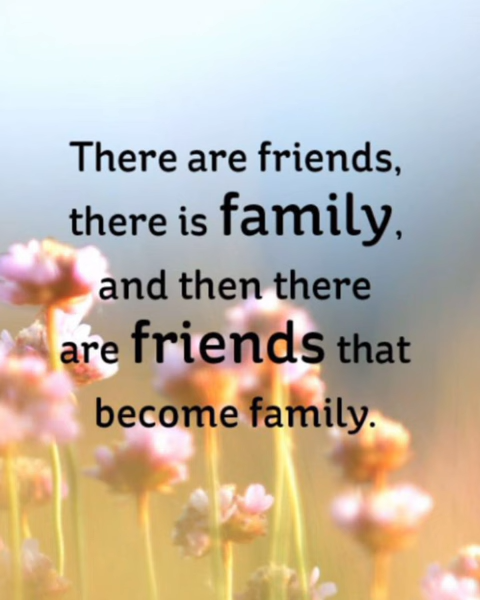 There are friends,
there is family,
and then there
are friends that
become family.